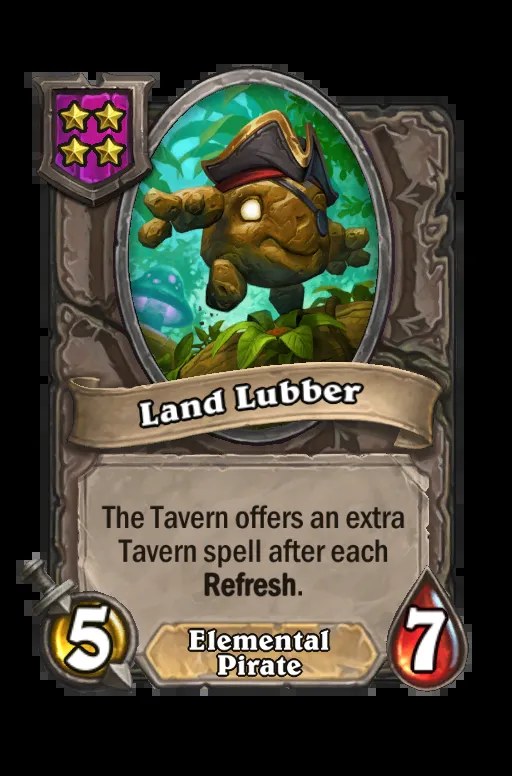 Land Lubber
The Tavern offers an extra
Tavern spell after each
Refresh.
5
Elemental
Pirate
7